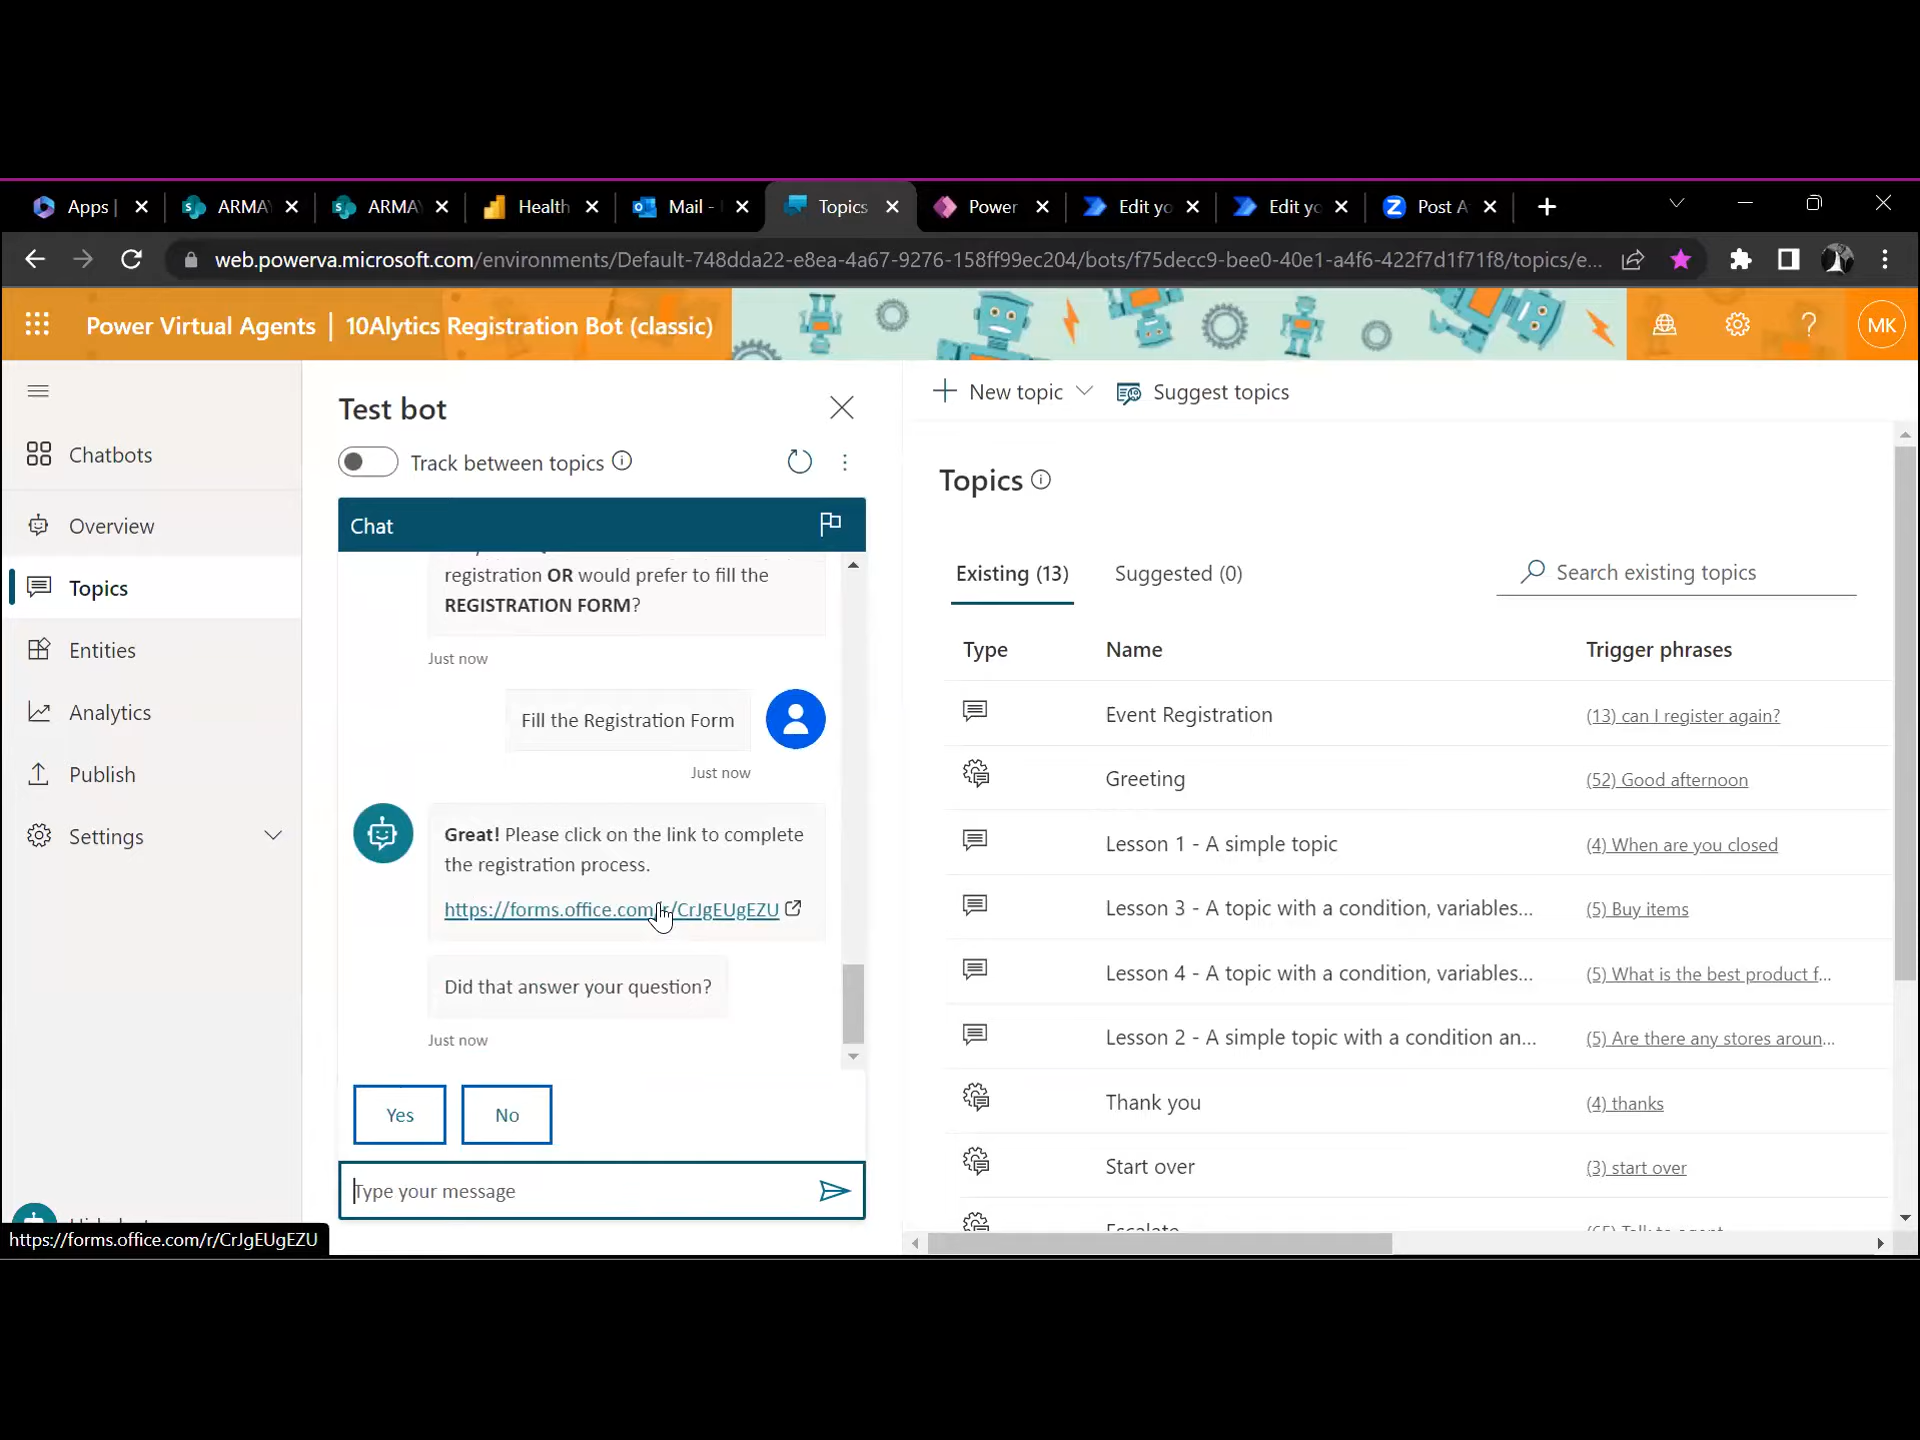 Apps |
ARMA
ARMA
Health
Mail -
Topics
Power
Edit yo
Edit yo
Post A
web.powerva.microsoft.com/environments/Default-748dda22-e8ea-4a67-9276-158ff99ec204/bots/f75decc9-bee0-40e1-a4f6-422f7d1f71f8/topics/e...
Power Virtual Agents | 10Alytics Registration Bot (classic)
MK
Chatbots
Overview
Topics
Entities
Analytics
Publish
Settings
Test bot
Track between topics
Chat
registration OR would prefer to fill the
REGISTRATION FORM?
Just now
Fill the Registration Form
Just now
Great! Please click on the link to complete
the registration process.
https://forms.office.com/r/CrJgEUgEZU
Did that answer your question?
Just now
Yes
No
Type your message
https://forms.office.com/r/CrJgEUgEZU
New topic
Suggest topics
Topics
Existing (13)
Suggested (0)
Search existing topics
Type
Name
Trigger phrases
Event Registration
(13) can I register again?
Greeting
(52) Good afternoon
Lesson 1 - A simple topic
(4) When are you closed
Lesson 3 - A topic with a condition, variables...
(5) Buy items
Lesson 4 - A topic with a condition, variables...
(5) What is the best product f...
Lesson 2 - A simple topic with a condition an...
(5) Are there any stores aroun...
Thank you
(4) thanks
Start over
(3) start over
Escalate